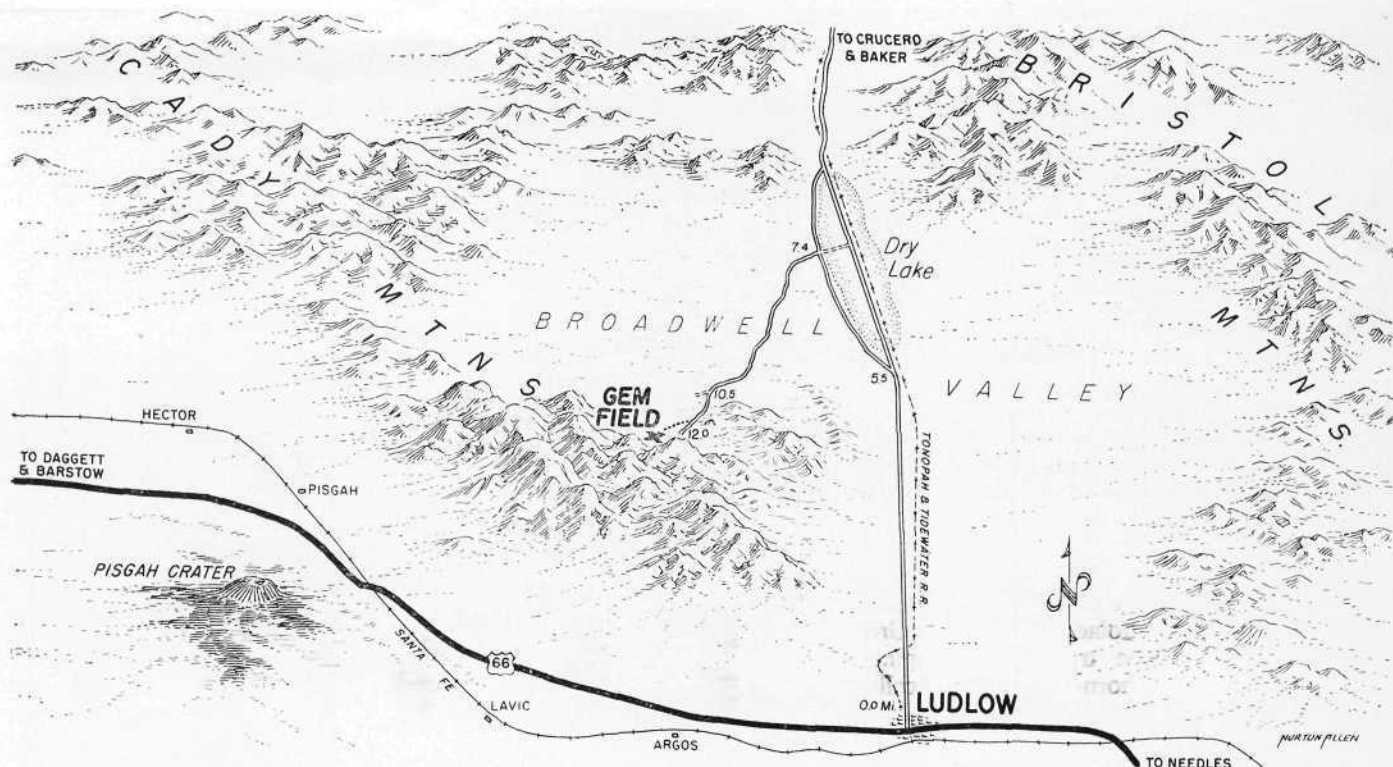 TO CRUCERO
& BAKER
CADY MTNS
BRISTOL MTNS
7.4
Dry
Lake
BROADWELL
5.5
VALLEY
GEM
FIELD
10.5
12.0
HECTOR
TO DAGGETT
& BARSTOW
PISGAH
TONOPAH & TIDEWATER R.R
PISGAH CRATER
N
SANTA FE
66
0.0 Mi.
LUDLOW
LAVIC
ARGOS
NORTON ALLEN
TO NEEDLES